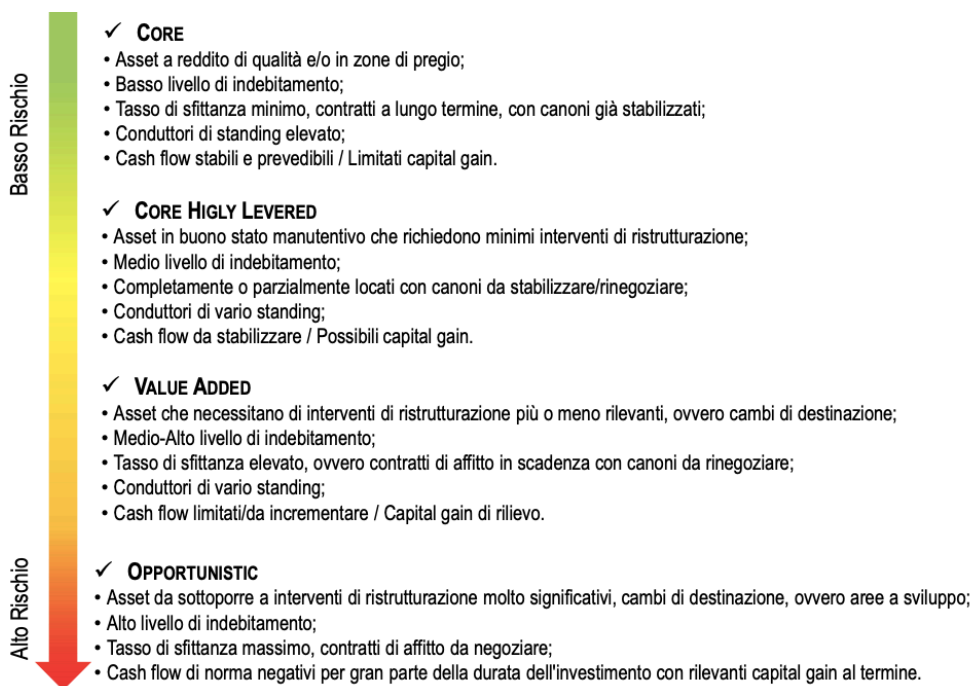 ✓ CORE
• Asset a reddito di qualità e/o in zone di pregio;
• Basso livello di indebitamento;
• Tasso di sfittanza minimo, contratti a lungo termine, con canoni già stabilizzati;
• Conduttori di standing elevato;
• Cash flow stabili e prevedibili / Limitati capital gain.
Basso Rischio
✓ CORE HIGLY LEVERED
• Asset in buono stato manutentivo che richiedono minimi interventi di ristrutturazione;
• Medio livello di indebitamento;
• Completamente o parzialmente locati con canoni da stabilizzare/rinegoziare;
• Conduttori di vario standing;
• Cash flow da stabilizzare / Possibili capital gain.
✓ VALUE ADDED
• Asset che necessitano di interventi di ristrutturazione più o meno rilevanti, ovvero cambi di destinazione;
• Medio-Alto livello di indebitamento;
• Tasso di sfittanza elevato, ovvero contratti di affitto in scadenza con canoni da rinegoziare;
• Conduttori di vario standing;
• Cash flow limitati/da incrementare / Capital gain di rilievo.
✓ OPPORTUNISTIC
• Asset da sottoporre a interventi di ristrutturazione molto significativi, cambi di destinazione, ovvero aree a sviluppo;
• Alto livello di indebitamento;
• Tasso di sfittanza massimo, contratti di affitto da negoziare;
• Cash flow di norma negativi per gran parte della durata dell'investimento con rilevanti capital gain al termine.
Alto Rischio